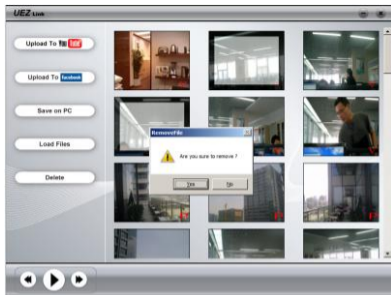 UEZ-Link
Upload To YouTube
Upload To facebook
Save on PC
Load Files
Delete
RemoveFile
Are you sure to remove ?
Yes
No